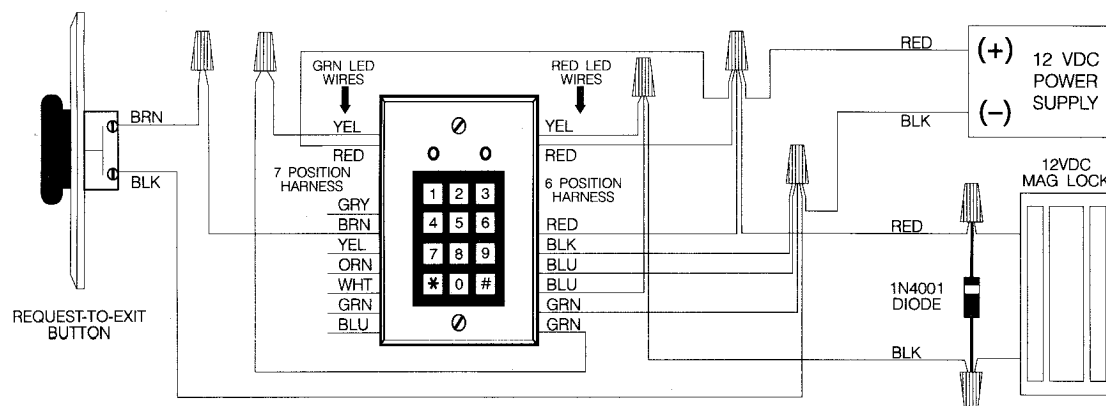 GRN LED
WIRES
RED LED
WIRES
RED
(+)
12 VDC
POWER
SUPPLY
(-)
BLK
BRN
BLK
YEL
RED
YEL
RED
7 POSITION
HARNESS
6 POSITION
HARNESS
GRY
BRN
YEL
ORN
WHT
GRN
BLU
1 2 3
4 5 6
7 8 9
* 0 #
RED
BLK
BLU
BLU
GRN
GRN
12VDC
MAG LOCK
RED
1N4001
DIODE
BLK
REQUEST-TO-EXIT
BUTTON